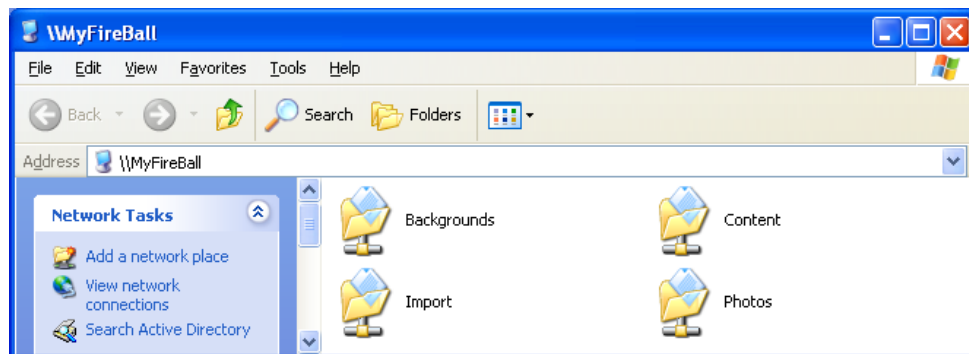 \\MyFireBall
File Edit View Favorites Tools Help
Back Search Folders
Address \\MyFireBall
Network Tasks
Add a network place
View network
connections
Search Active Directory
Backgrounds Content
Import Photos